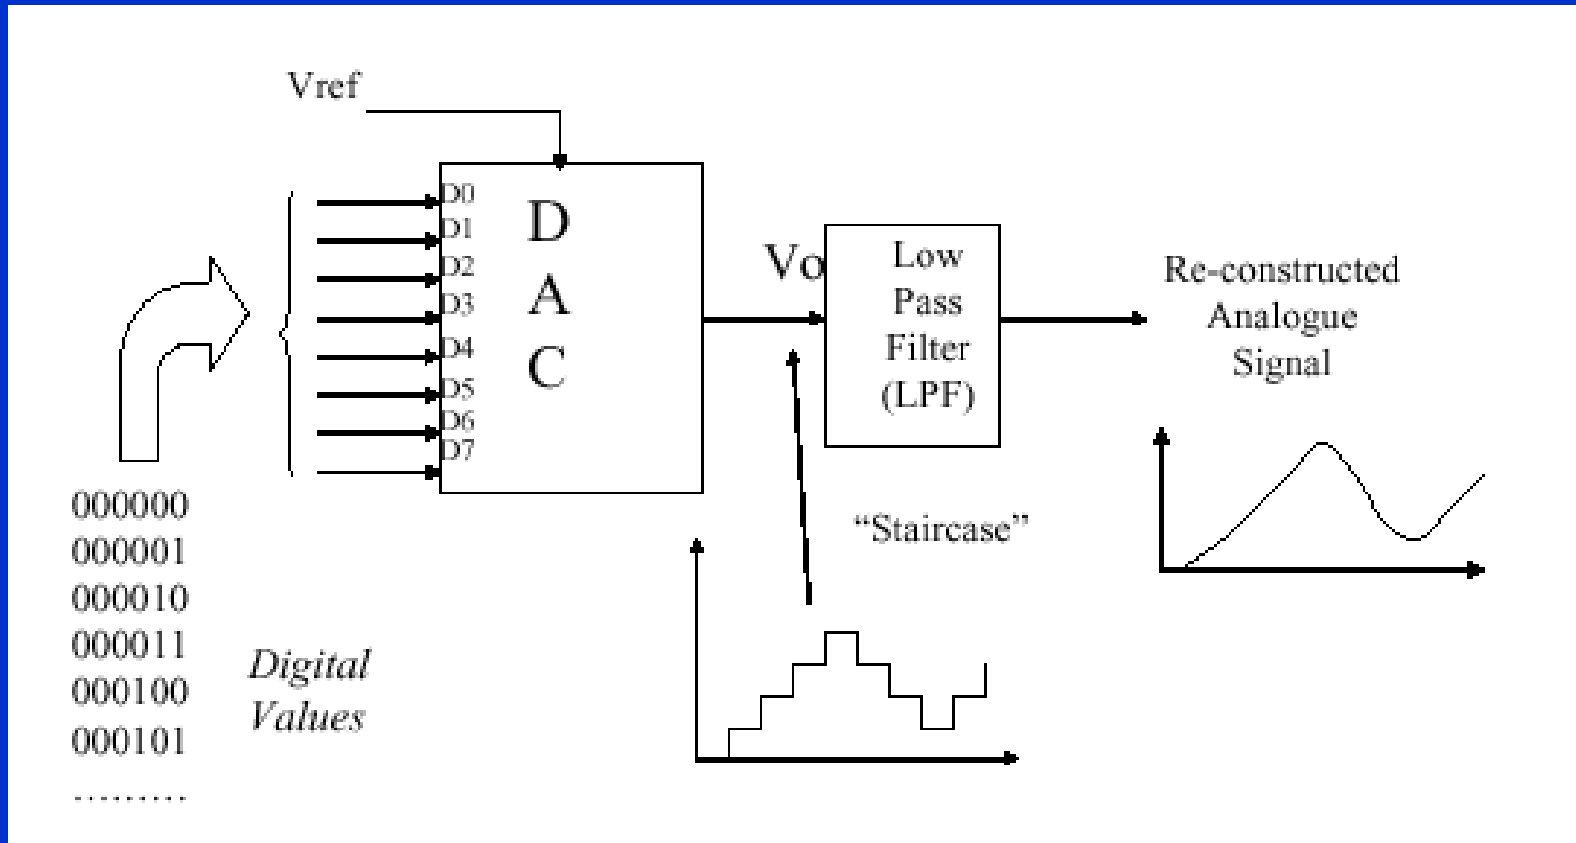 Vref
D0
D1
D2
D3
D4
D5
D6
D7
D
A
C
Vo
Low
Pass
Filter
(LPF)
Re-constructed
Analogue
Signal
"Staircase"
000000
000001
000010
000011
000100
000101
.........
Digital
Values